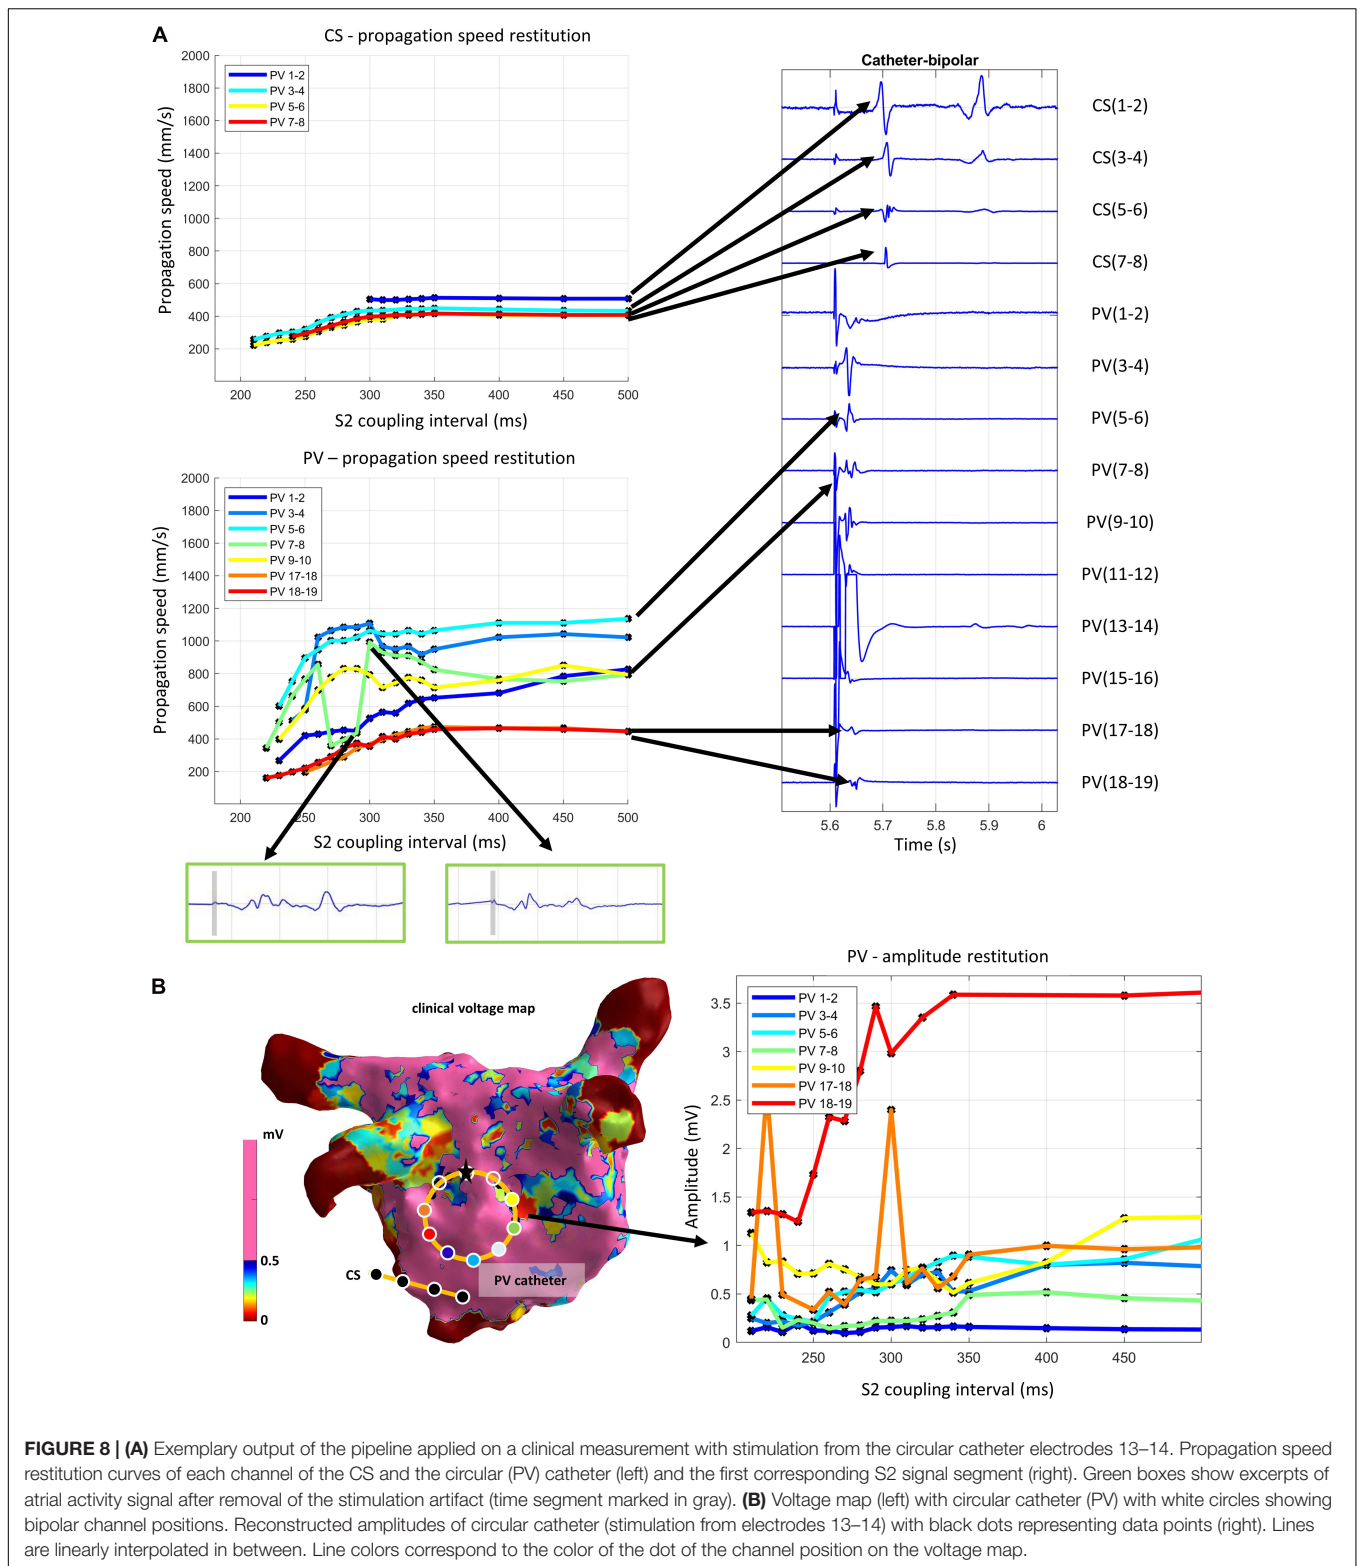 A
CS - propagation speed restitution
2000
1800
1600
1400
1200
1000
800
600
400
200
Propagation speed (mm/s)
PV 1-2
PV 3-4
PV 5-6
PV 7-8
200
250
300
350
400
450
500
S2 coupling interval (ms)
Catheter-bipolar
CS(1-2)
CS(3-4)
CS(5-6)
CS(7-8)
PV(1-2)
PV(3-4)
PV(5-6)
PV(7-8)
PV(9-10)
PV(11-12)
PV(13-14)
PV(15-16)
PV(17-18)
PV(18-19)
5.6
5.7
5.8
5.9
6
Time (s)
PV – propagation speed restitution
2000
1800
1600
1400
1200
1000
800
600
400
200
Propagation speed (mm/s)
PV 1-2
PV 3-4
PV 5-6
PV 7-8
PV 9-10
PV 17-18
PV 18-19
200
250
300
350
400
450
500
S2 coupling interval (ms)
B
clinical voltage map
mV
0.5
0
CS
PV catheter
PV - amplitude restitution
3.5
3
2.5
2
1.5
1
0.5
0
Amplitude (mV)
PV 1-2
PV 3-4
PV 5-6
PV 7-8
PV 9-10
PV 17-18
PV 18-19
250
300
350
400
450
S2 coupling interval (ms)
FIGURE 8 | (A) Exemplary output of the pipeline applied on a clinical measurement with stimulation from the circular catheter electrodes 13–14. Propagation speed
restitution curves of each channel of the CS and the circular (PV) catheter (left) and the first corresponding S2 signal segment (right). Green boxes show excerpts of
atrial activity signal after removal of the stimulation artifact (time segment marked in gray). (B) Voltage map (left) with circular catheter (PV) with white circles showing
bipolar channel positions. Reconstructed amplitudes of circular catheter (stimulation from electrodes 13–14) with black dots representing data points (right). Lines
are linearly interpolated in between. Line colors correspond to the color of the dot of the channel position on the voltage map.